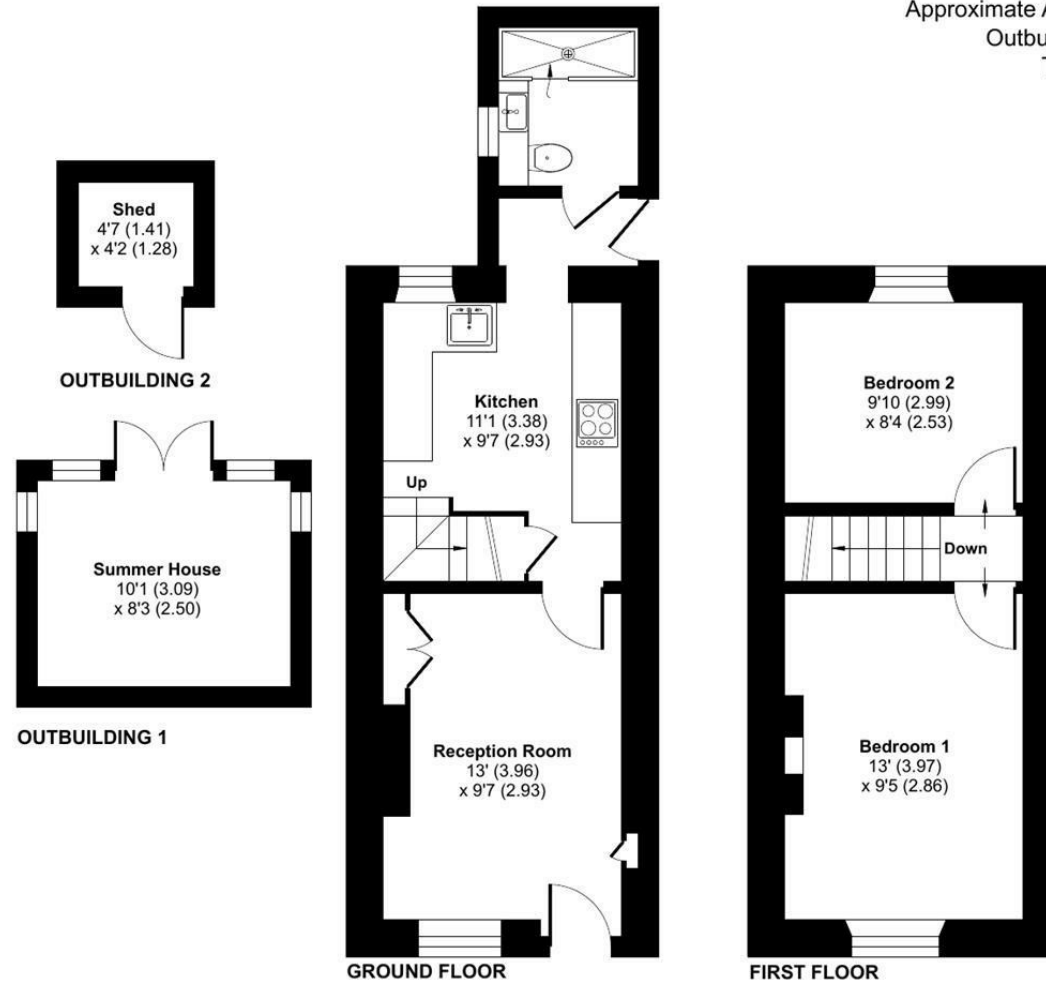 Approximate
Shed
4'7 (1.41)
x 4'2 (1.28)
OUTBUILDING 2
Summer House
10'1 (3.09)
x 8'3 (2.50)
OUTBUILDING 1
Kitchen
11'1 (3.38)
x 9'7 (2.93)
Up
Reception Room
13' (3.96)
x 9'7 (2.93)
GROUND FLOOR
Bedroom 2
9'10 (2.99)
x 8'4 (2.53)
Down
Bedroom 1
13' (3.97)
x 9'5 (2.86)
FIRST FLOOR